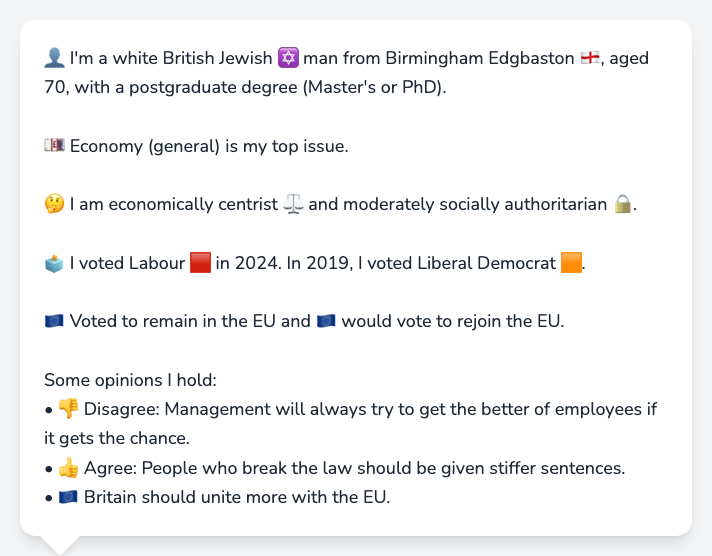 👤 I'm a white British Jewish ✡️ man from Birmingham Edgbaston 🏴󠁧󠁢󠁥󠁮󠁧󠁿, aged
70, with a postgraduate degree (Master's or PhD).
💷 Economy (general) is my top issue.
🤔 I am economically centrist ⚖️ and moderately socially authoritarian 🔒.
🗳️ I voted Labour 🟥 in 2024. In 2019, I voted Liberal Democrat 🟧.
🇪🇺 Voted to remain in the EU and 🇪🇺 would vote to rejoin the EU.
Some opinions I hold:
• 👎 Disagree: Management will always try to get the better of employees if
it gets the chance.
• 👍 Agree: People who break the law should be given stiffer sentences.
• 🇪🇺 Britain should unite more with the EU.